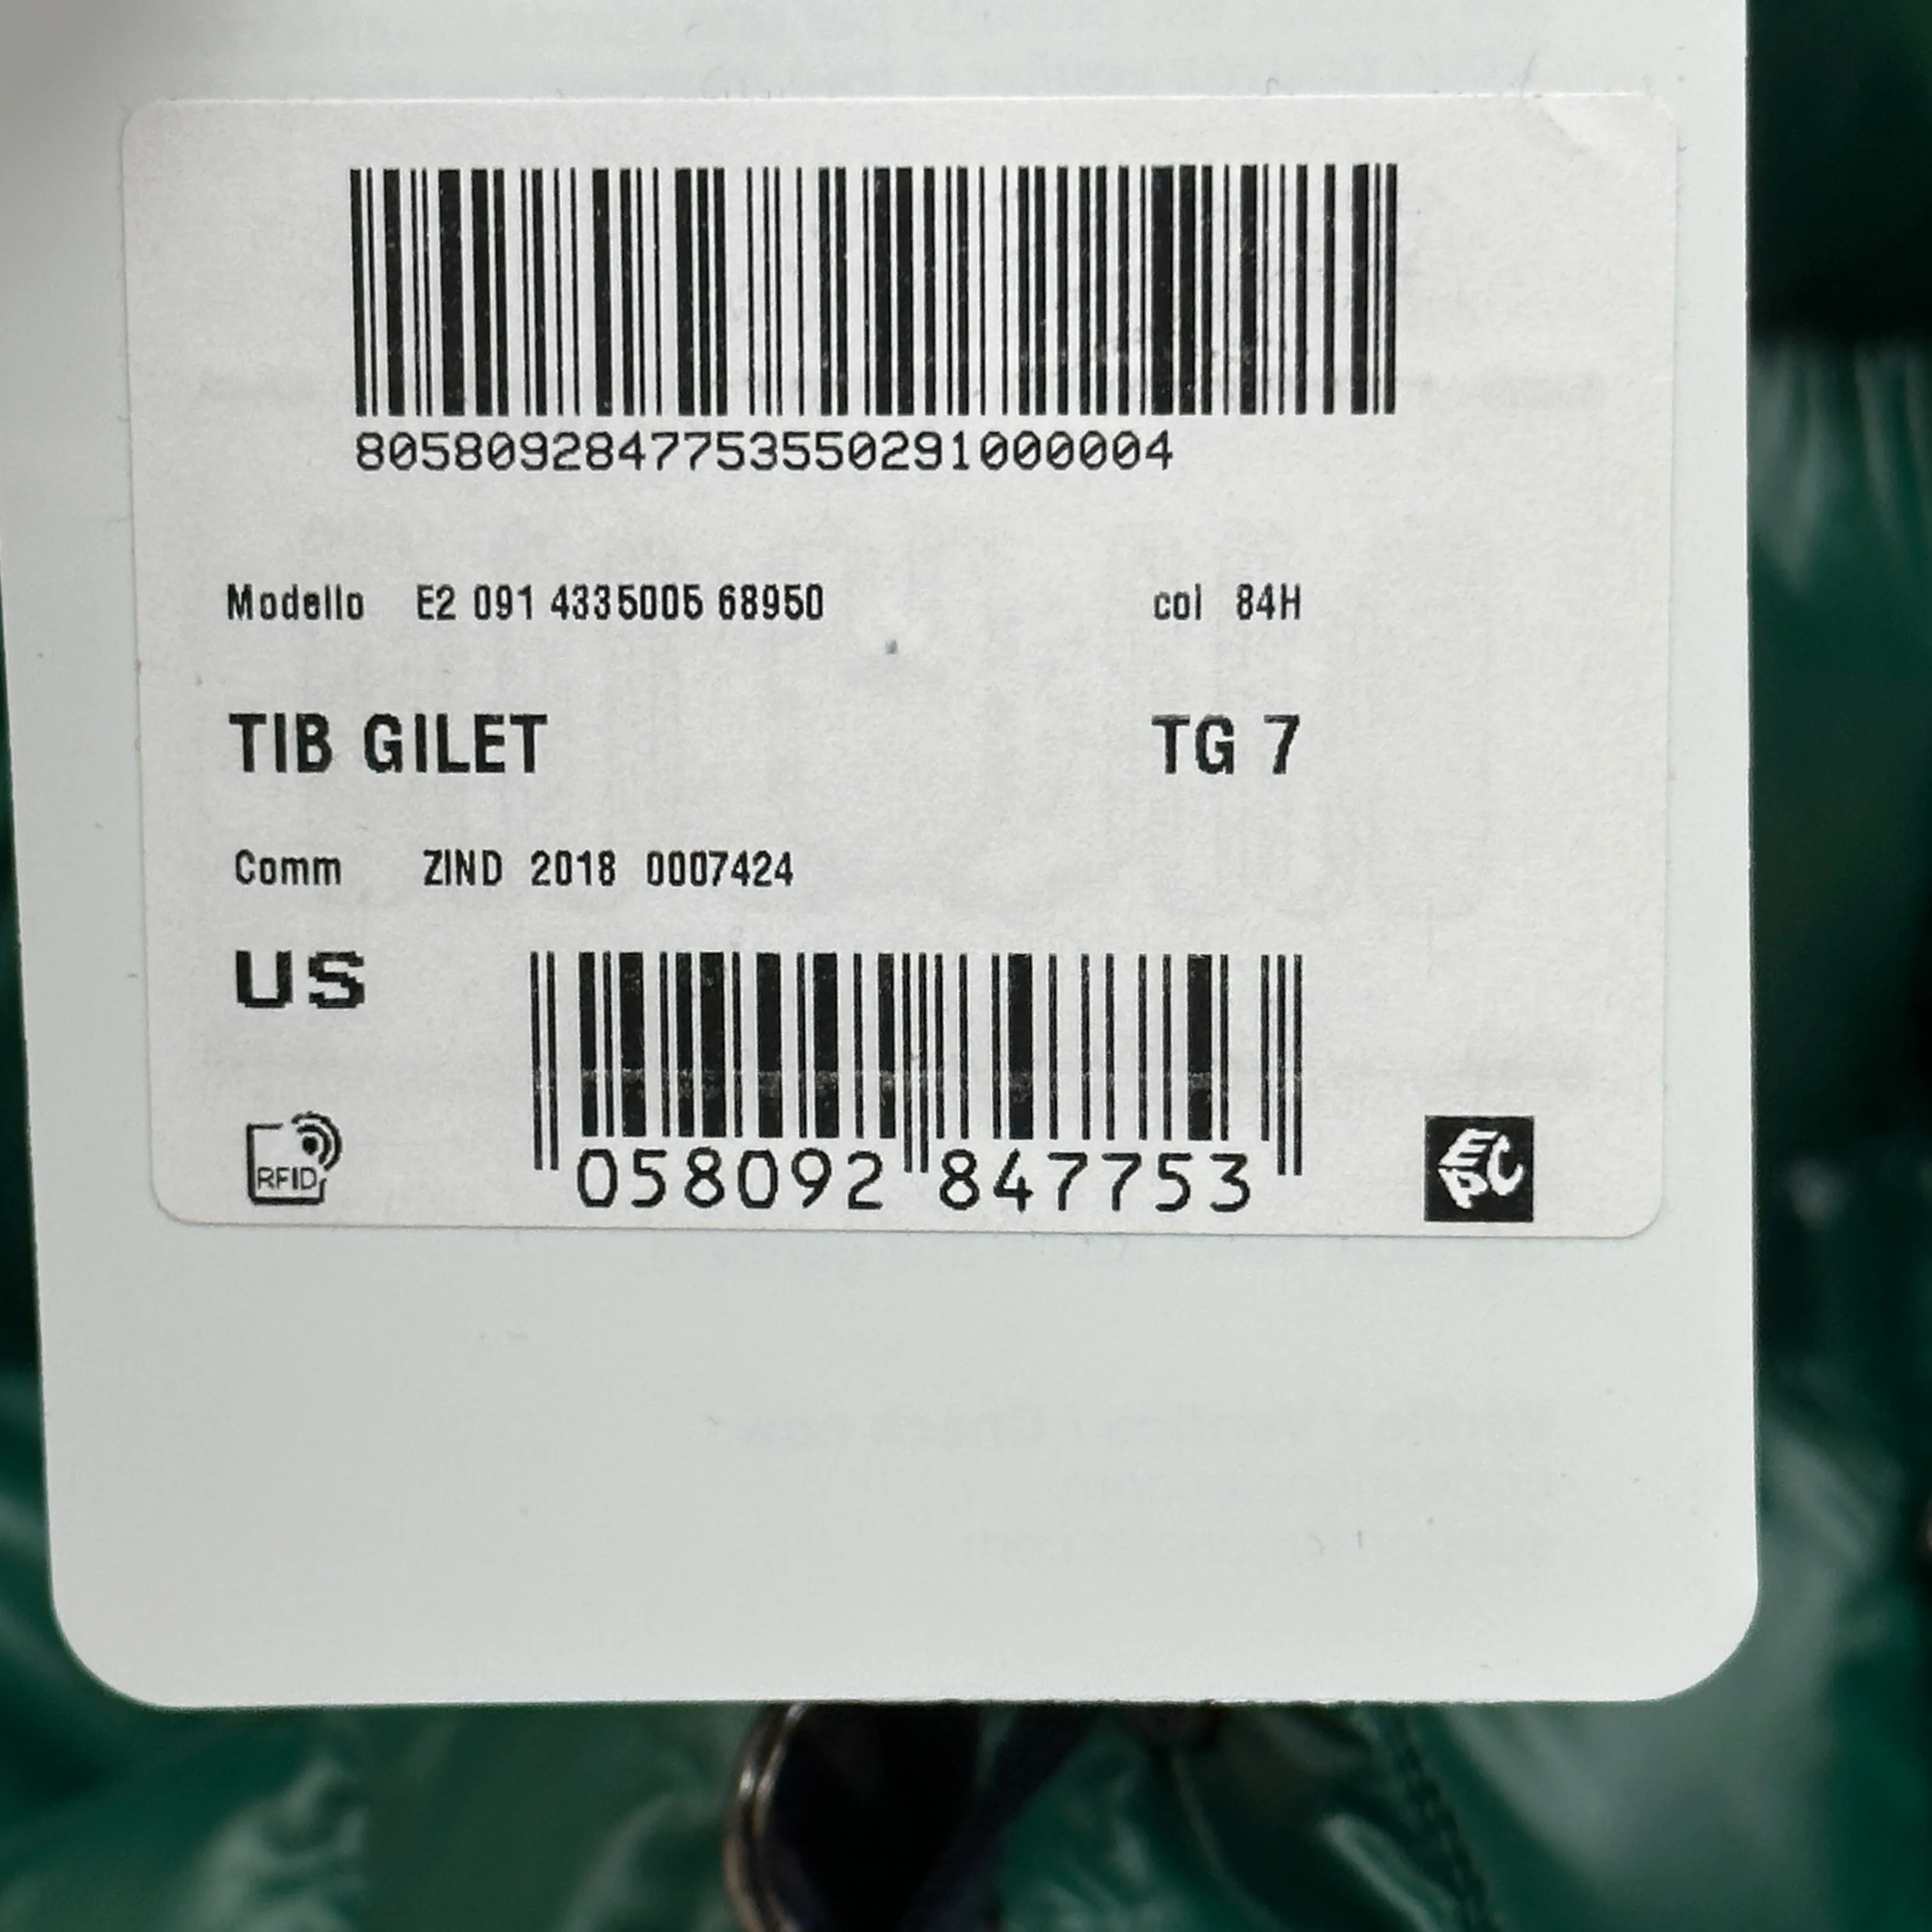 8058092847753550291000004
Modello E2 091 4335005 68950 col 84H
TIB GILET TG 7
Comm ZIND 2018 0007424
US
RFID
058092 847753
EPC